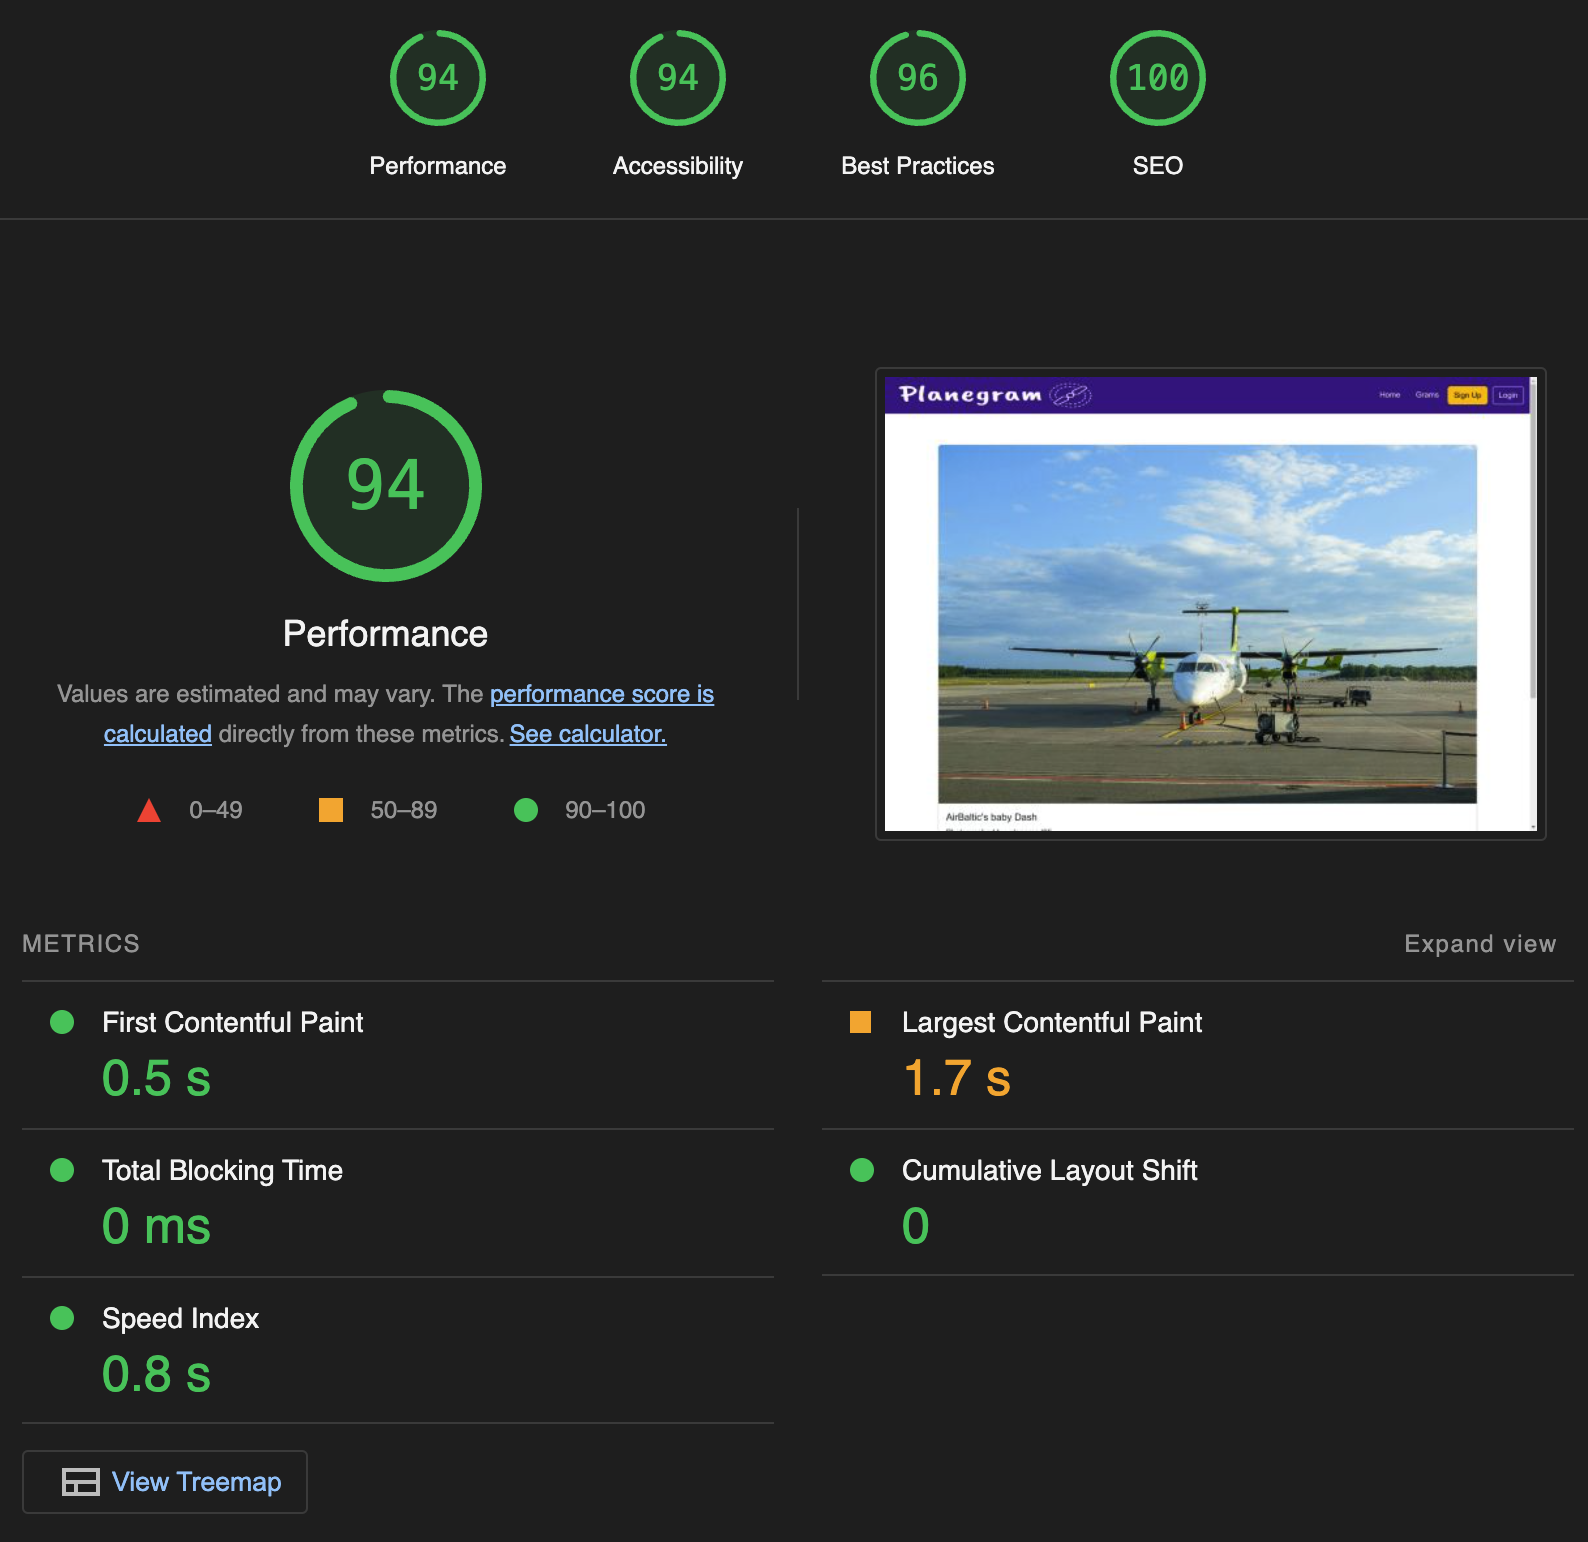 94
94
96
100
Performance
Accessibility
Best Practices
SEO
94
Performance
Values are estimated and may vary. The performance score is
calculated directly from these metrics. See calculator.
0–49
50–89
90–100
Planegram
Home
Grams
Sign Up
Login
AirBaltic's baby Dash
METRICS
Expand view
First Contentful Paint
0.5 s
Largest Contentful Paint
1.7 s
Total Blocking Time
0 ms
Cumulative Layout Shift
0
Speed Index
0.8 s
View Treemap